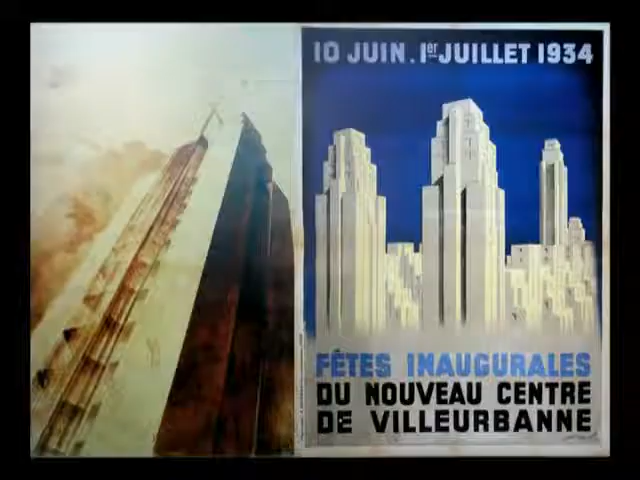 10 JUIN . 1er JUILLET 1934
FÊTES INAUGURALES
DU NOUVEAU CENTRE
DE VILLEURBANNE